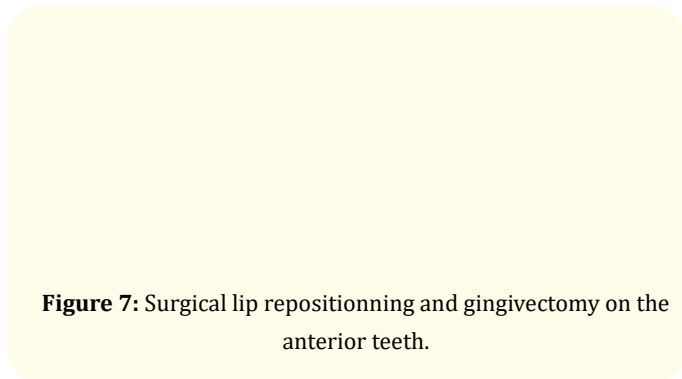 Figure 7: Surgical lip repositionning and gingivectomy on the
anterior teeth.